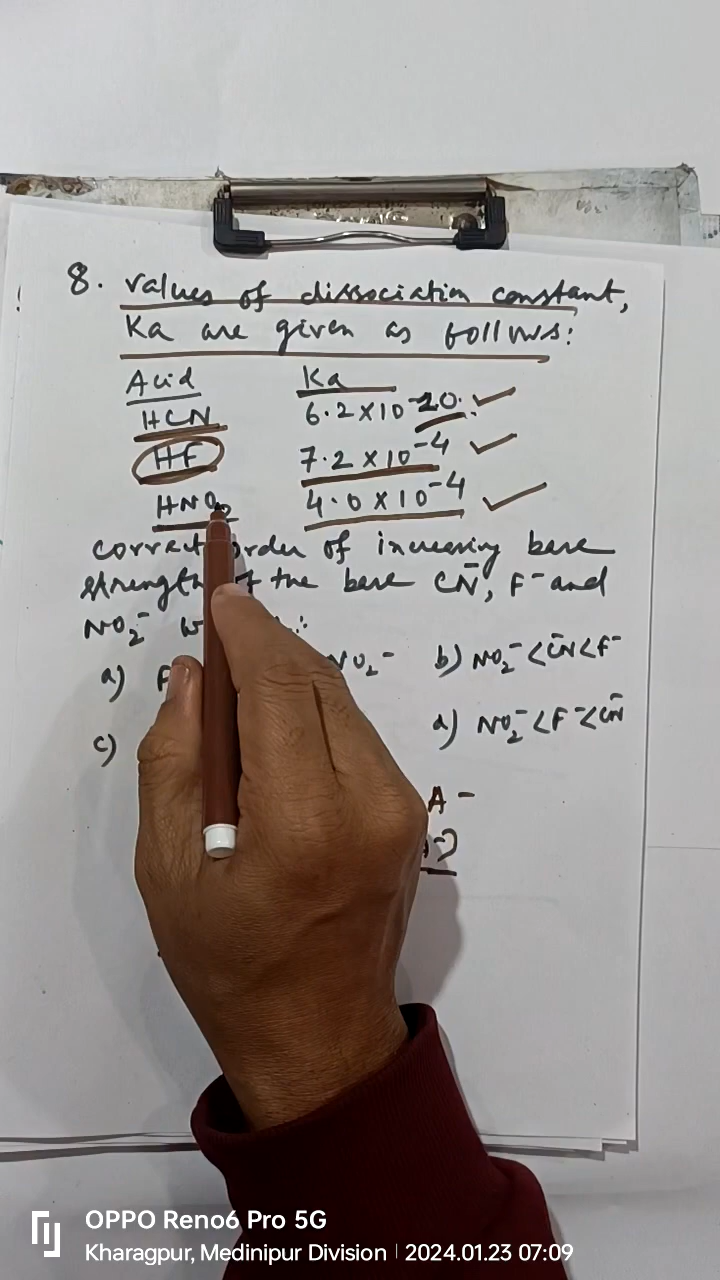 8. values of dissociation constant,
Ka are given as follows:
Acid Ka
HCN 6.2 × 10⁻²⁰.
HF 7.2 × 10⁻⁴
HNO₂ 4.0 × 10⁻⁴
correct order of increasing base
strength of the base CN⁻, F⁻ and
NO₂⁻
a) F NO₂⁻ b) NO₂⁻ < CN⁻ < F⁻
c) d) NO₂⁻ < F⁻ < CN⁻
A⁻
OPPO Reno6 Pro 5G
Kharagpur, Medinipur Division | 2024.01.23 07:09